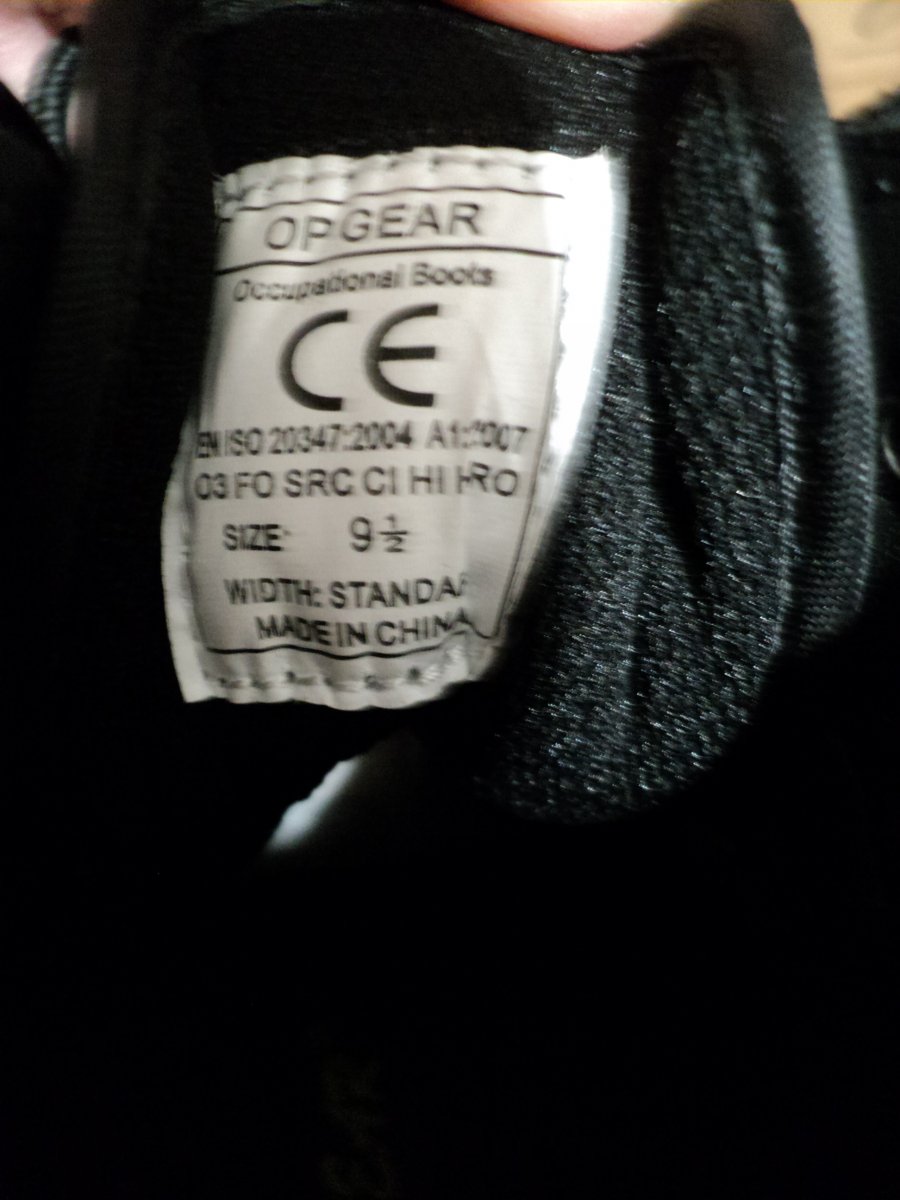 OPGEAR
Occupational Boots
CE
EN ISO 20347:2004 A1:2007
O3 FO SRC CI HI HRO
SIZE: 9½
WIDTH:
MADE IN CHINA